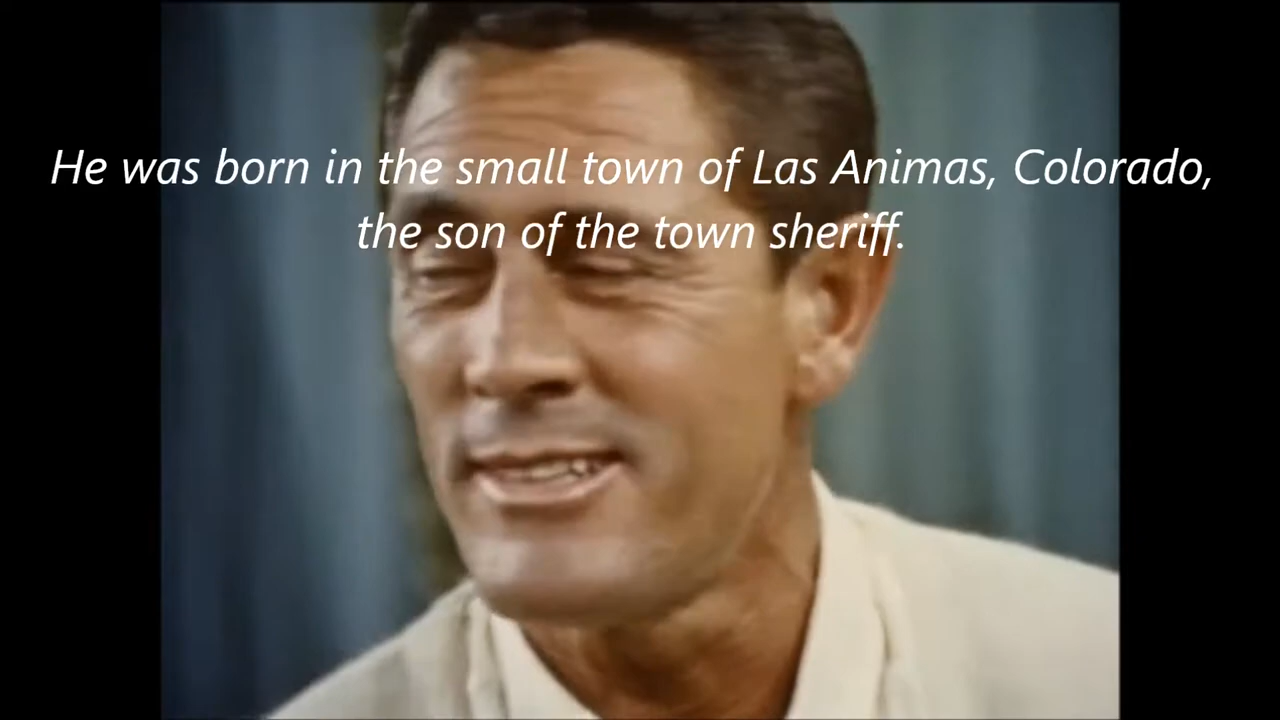 He was born in the small town of Las Animas, Colorado,
the son of the town sheriff.